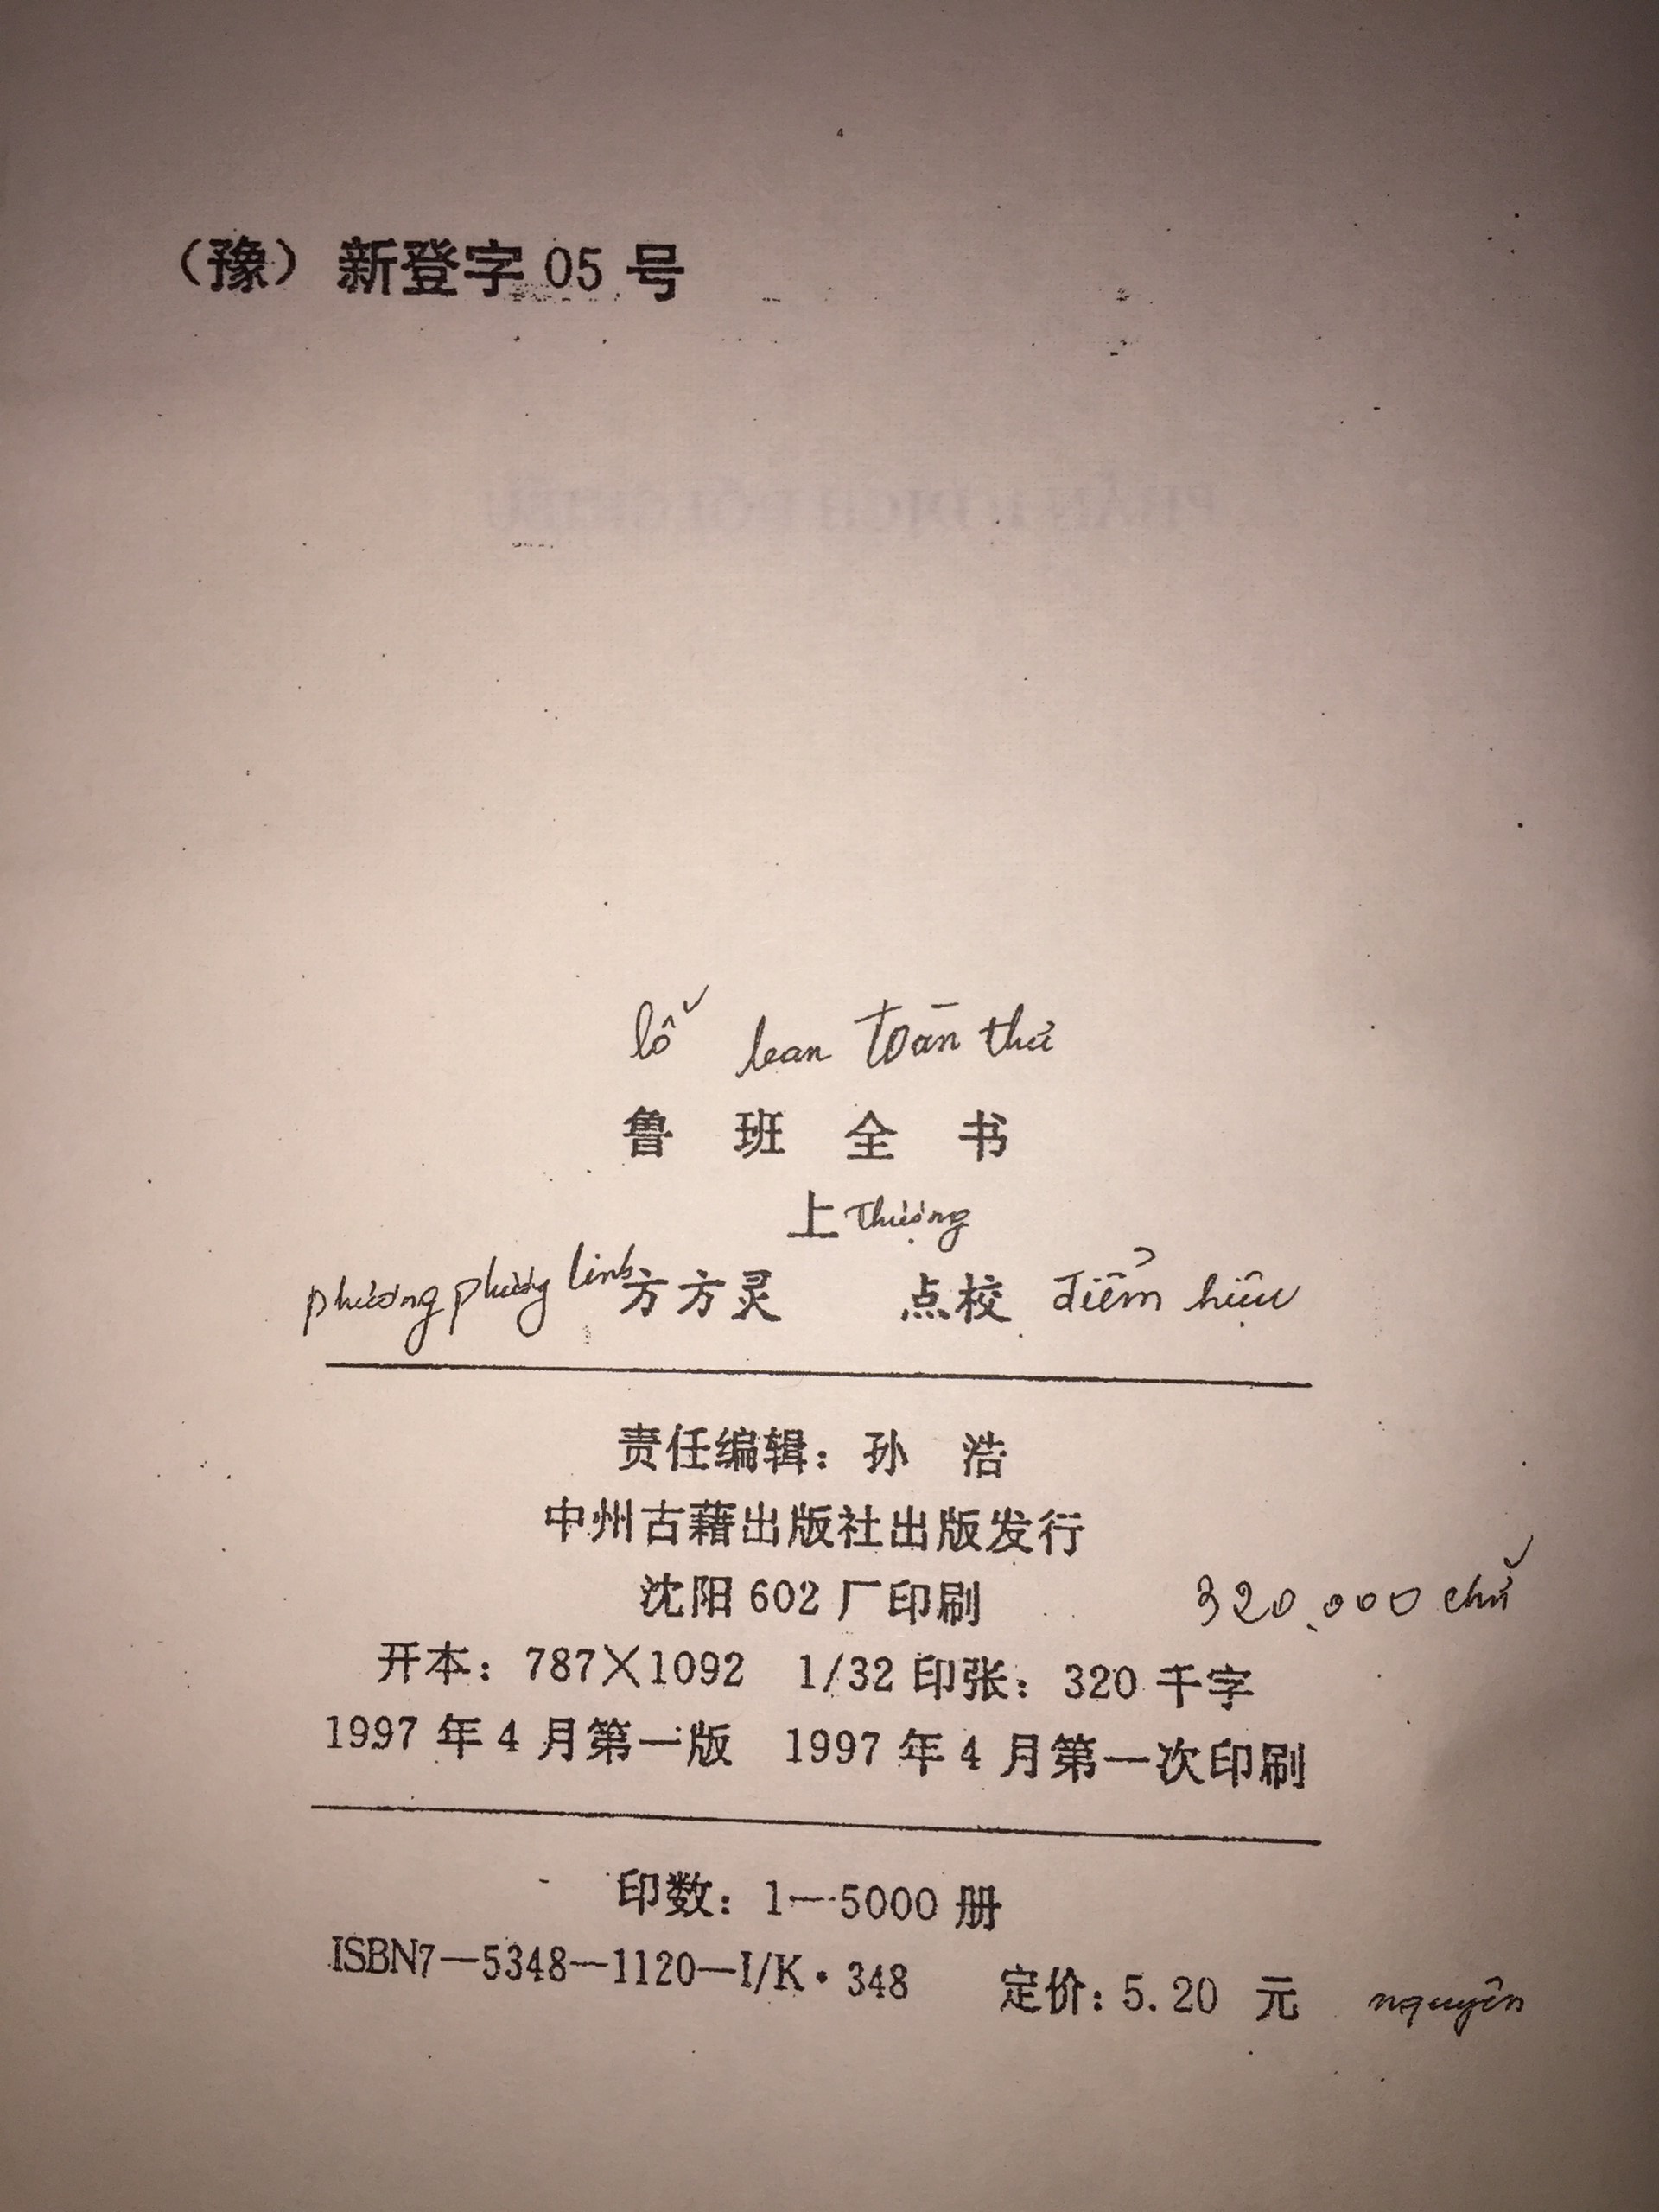 （豫）新登字 05 号
lỗ ban toàn thư
鲁 班 全 书
上 Thượng
phương phương linh 方方灵 点校 điểm hiệu
责任编辑：孙 浩
中州古藉出版社出版发行
沈阳 602 厂印刷 320.000 chữ
开本：787×1092 1/32 印张：320 千字
1997 年 4 月第一版 1997 年 4 月第一次印刷
印数：1—5000 册
ISBN7—5348—1120—I/K·348 定价：5.20 元 nguyên